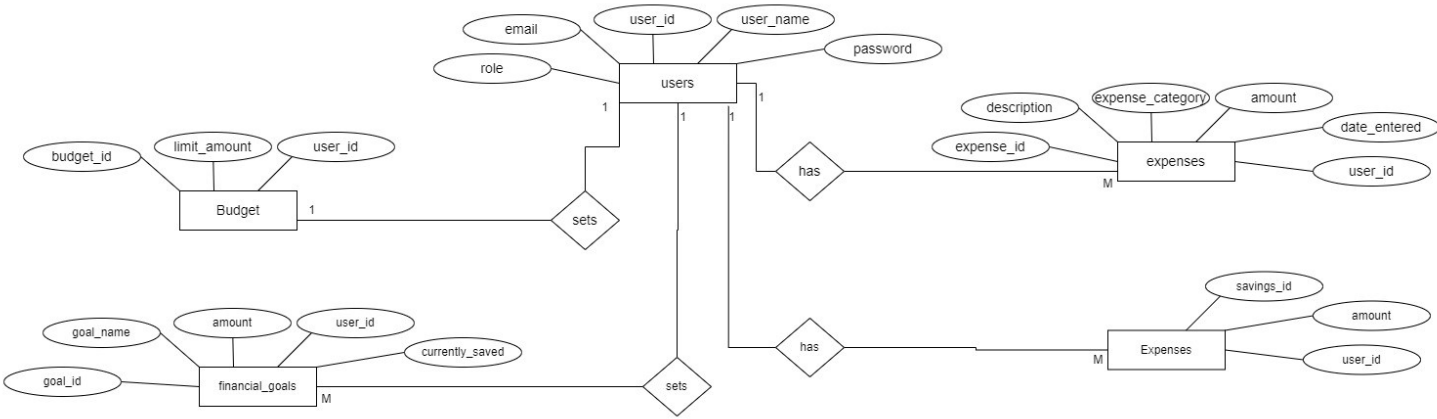 user_id
user_name
email
password
role
users
1
1
1
1
expense_category
amount
description
date_entered
expense_id
expenses
user_id
has
M
limit_amount
user_id
budget_id
Budget
1
sets
savings_id
amount
Expenses
user_id
has
M
amount
user_id
goal_name
currently_saved
goal_id
financial_goals
M
sets